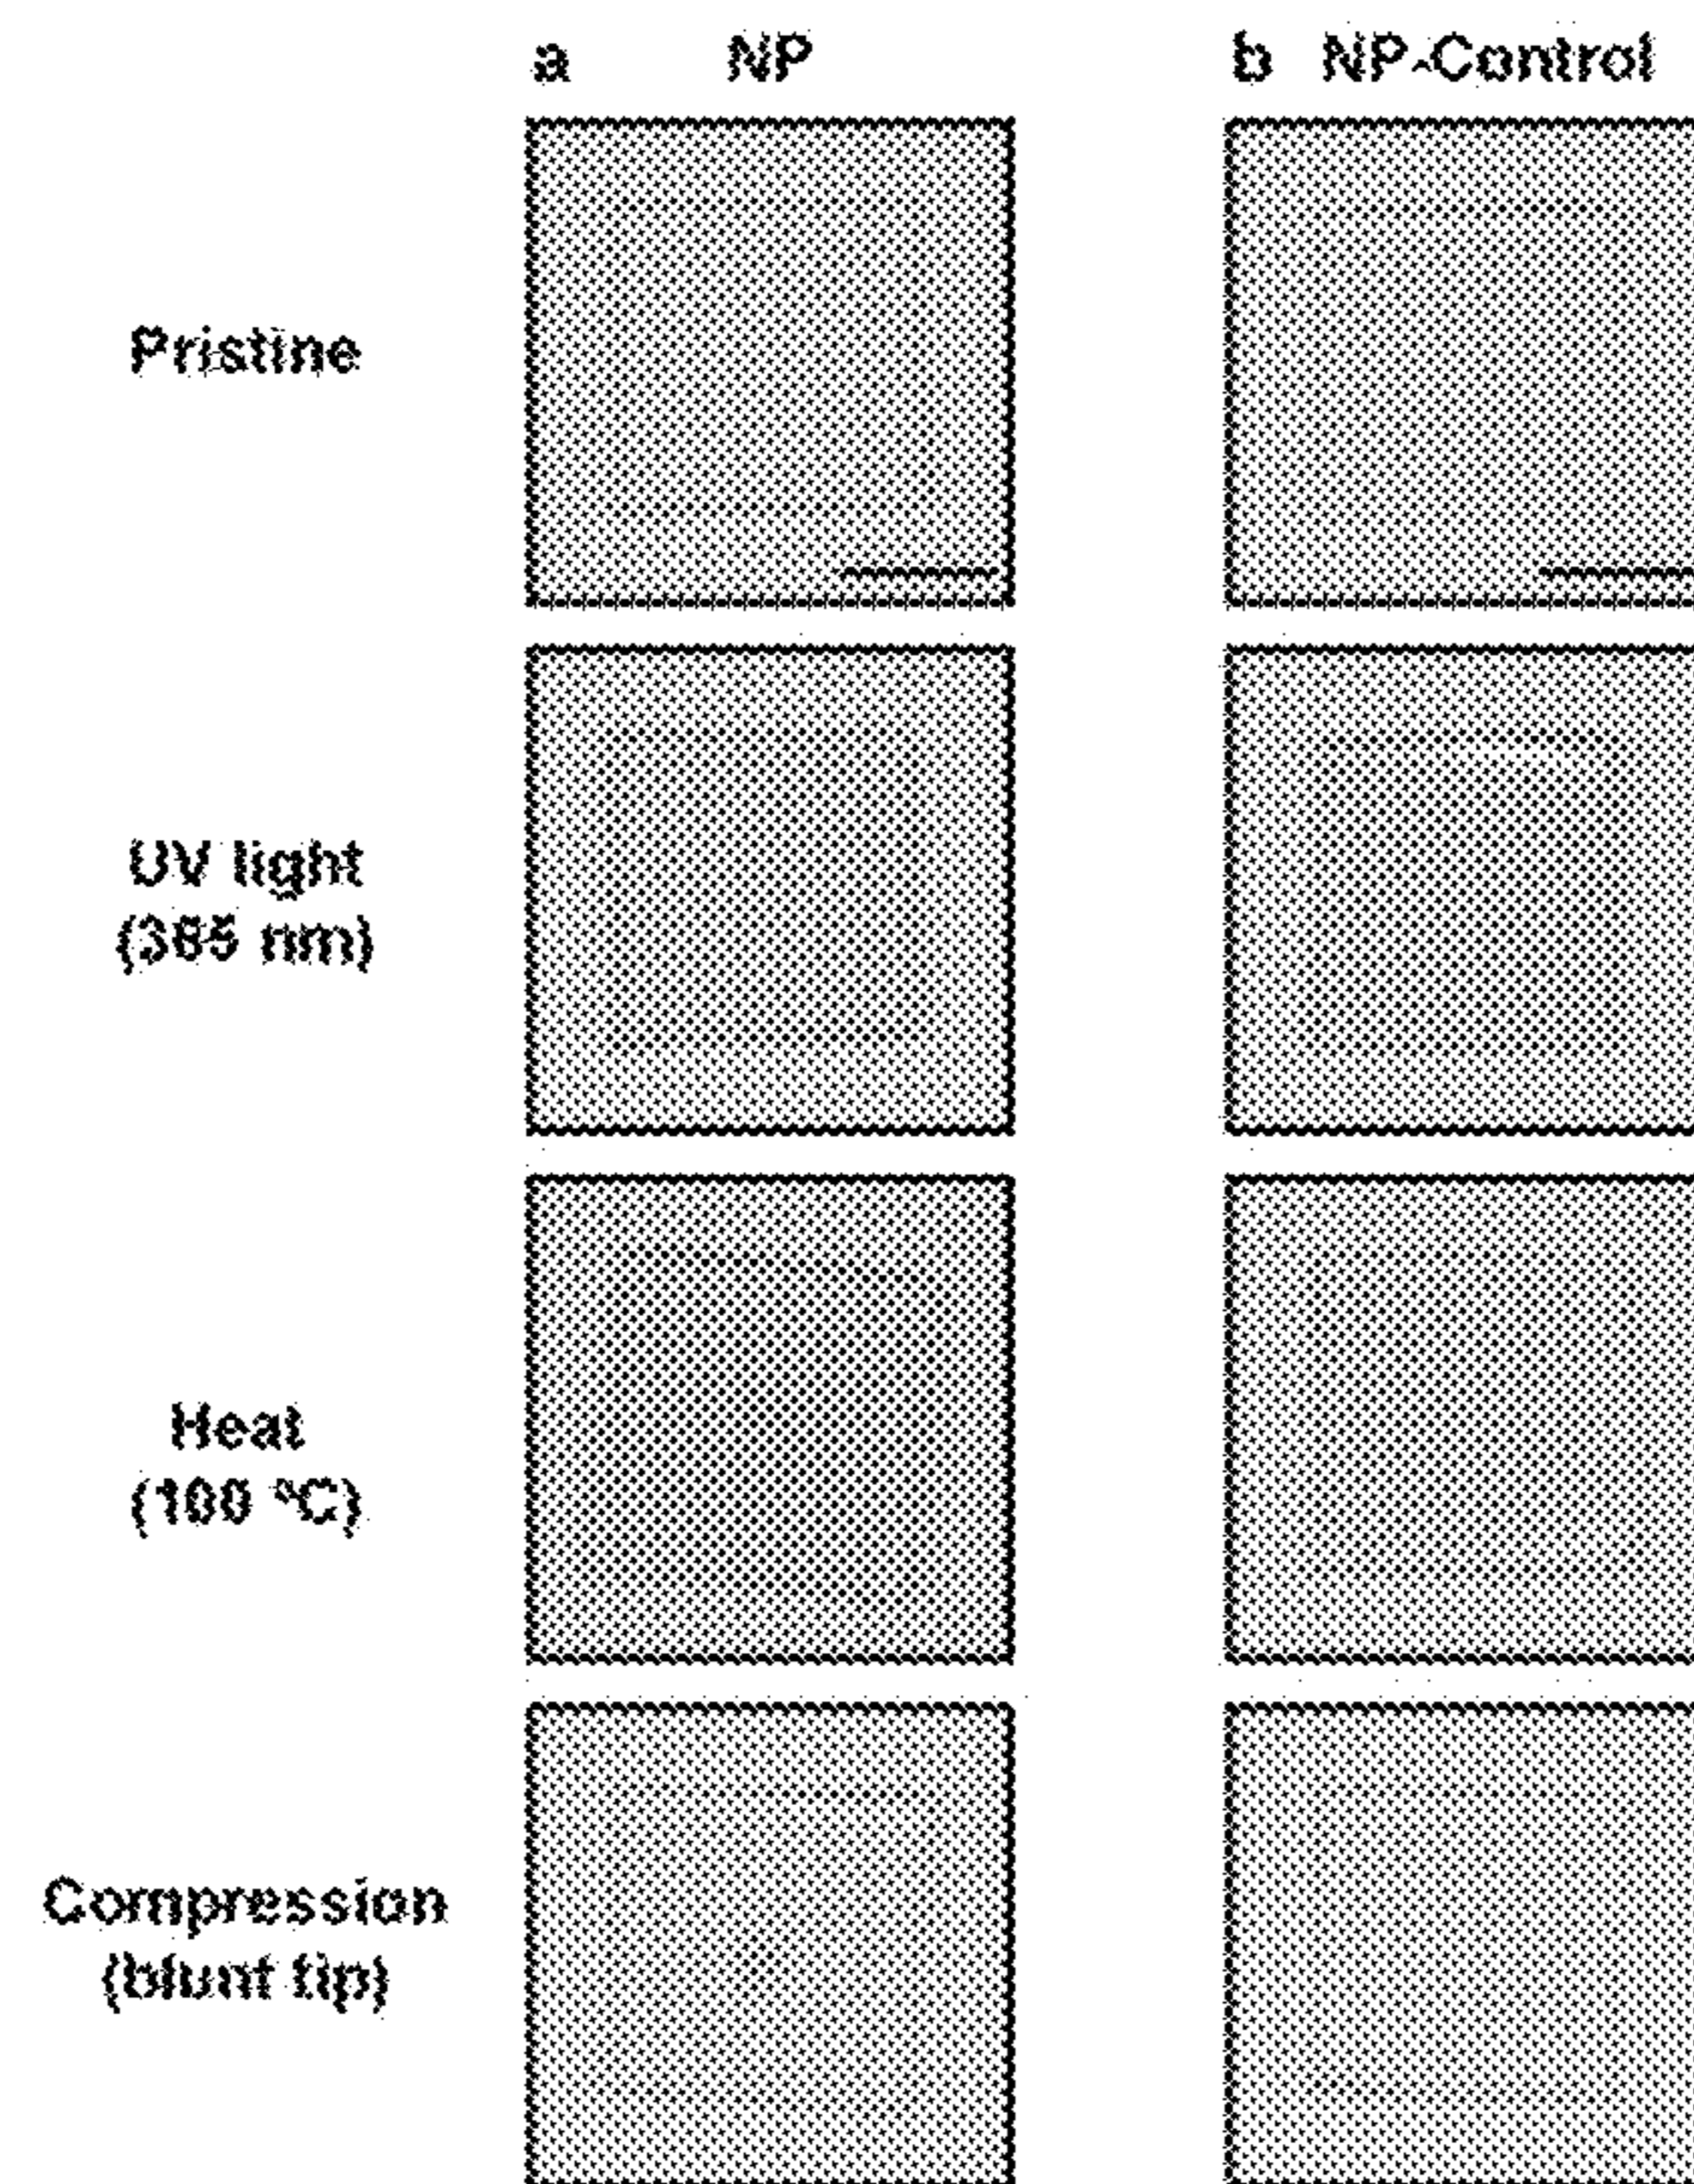 a NP b NP-Control
Pristine
UV light
(365 nm)
Heat
(100 °C)
Compression
(blunt tip)